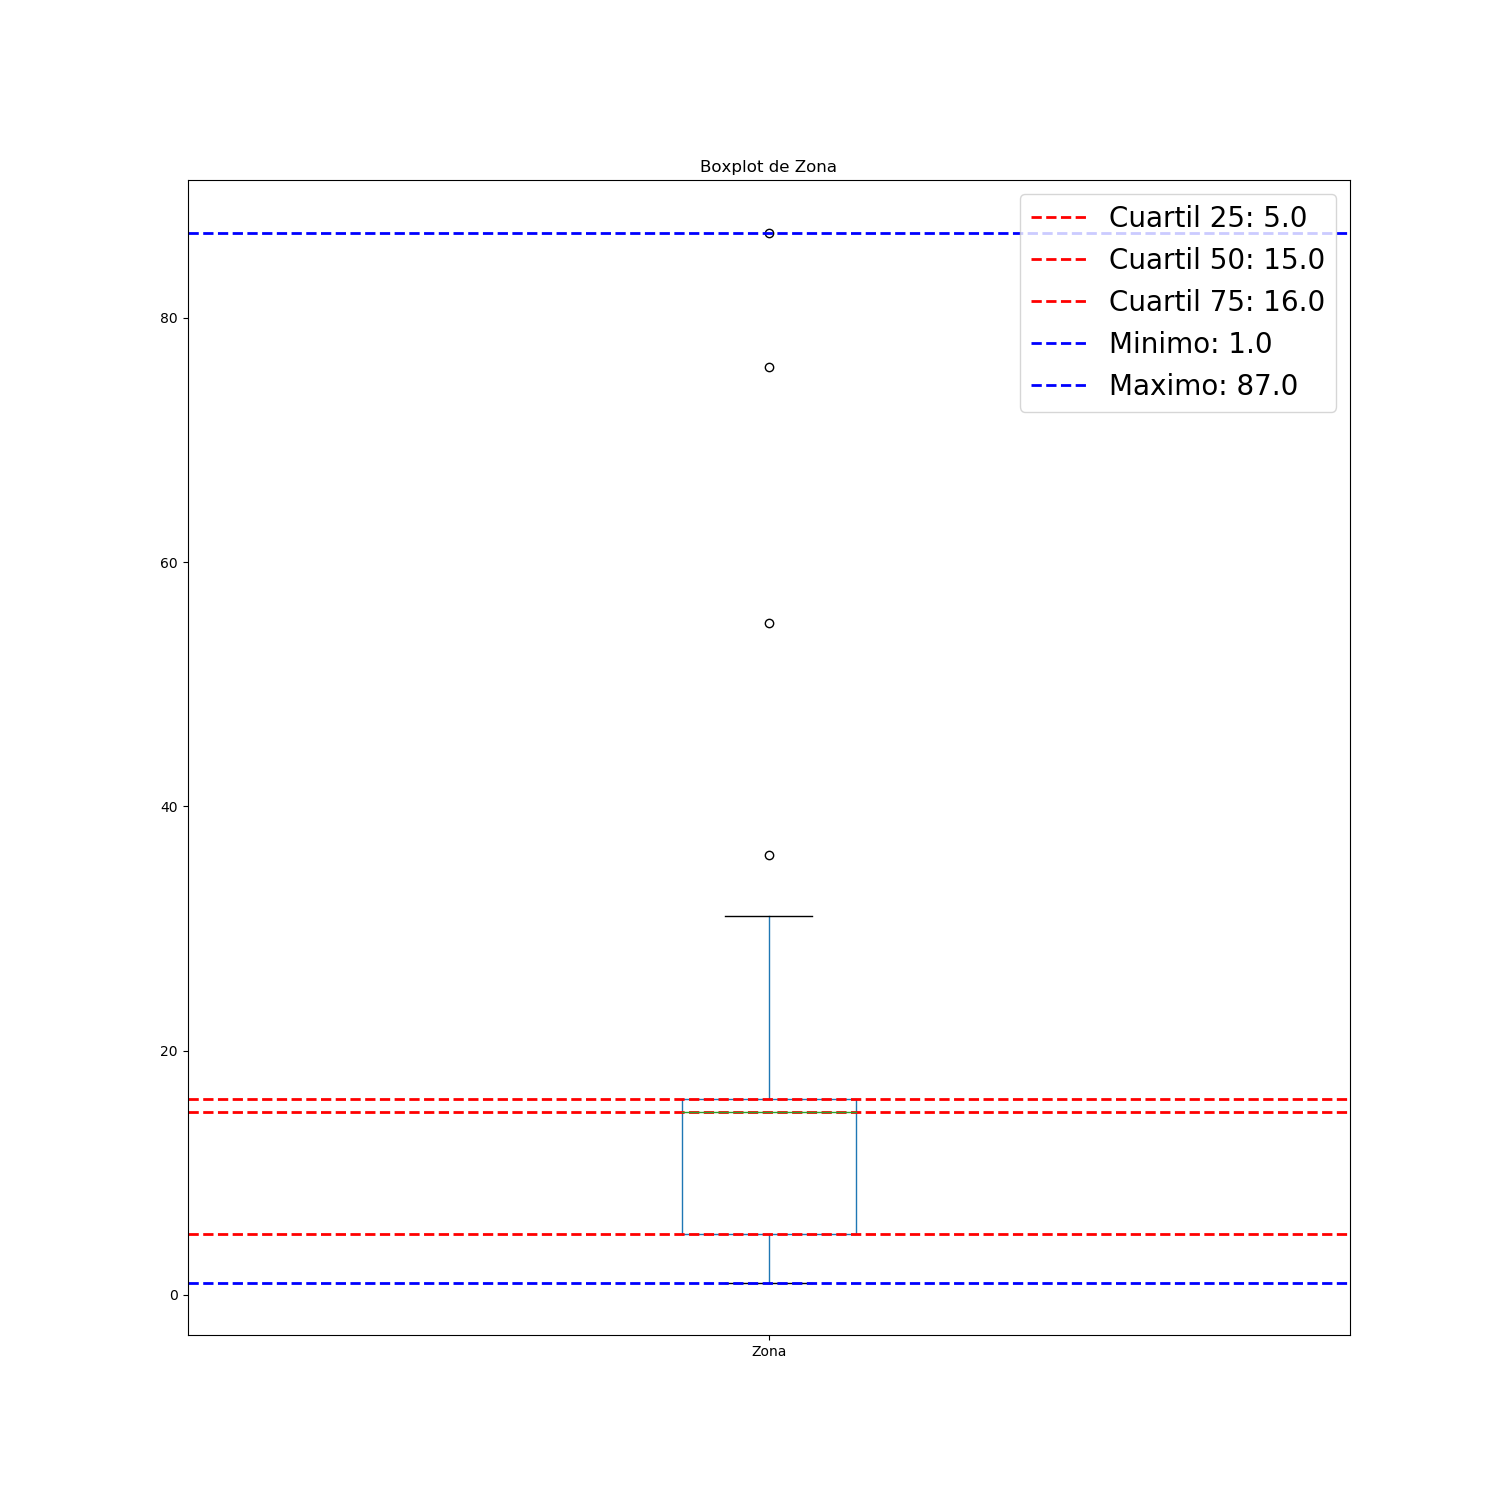 Boxplot de Zona
Cuartil 25: 5.0
Cuartil 50: 15.0
Cuartil 75: 16.0
Minimo: 1.0
Maximo: 87.0
80
60
40
20
0
Zona